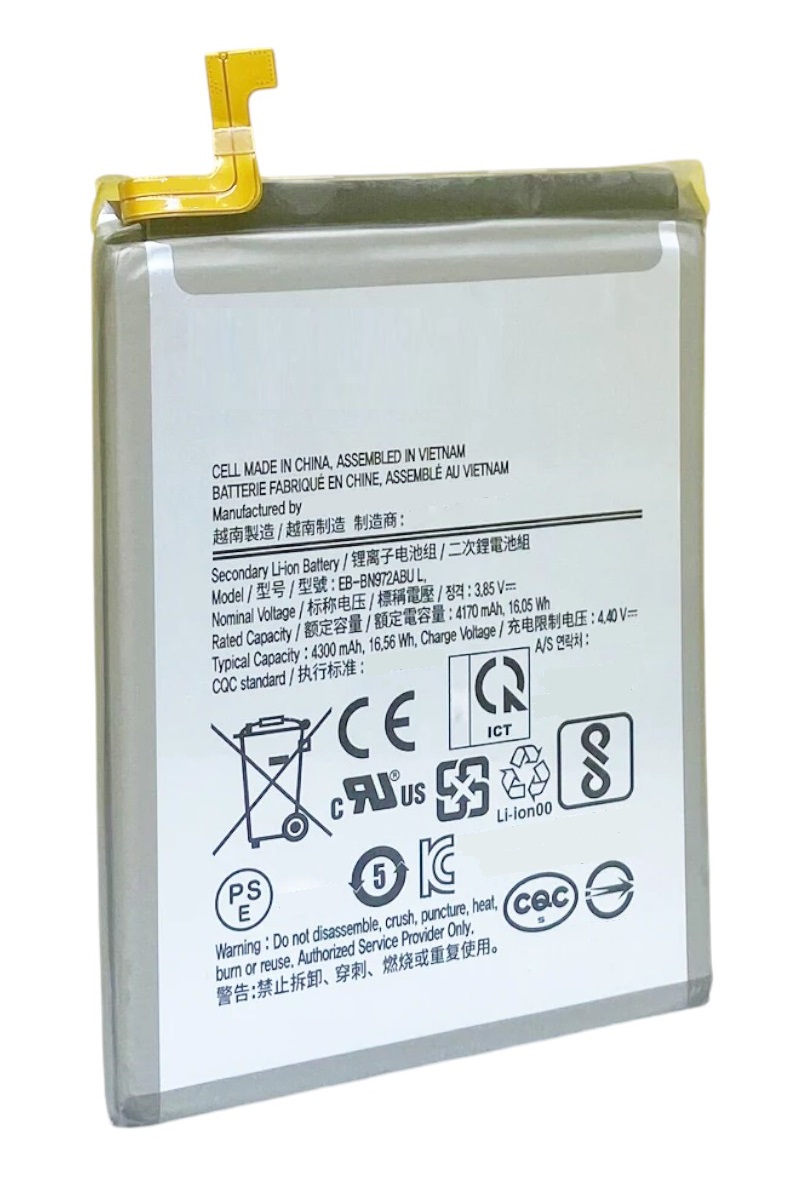 CELL MADE IN CHINA, ASSEMBLED IN VIETNAM
BATTERIE FABRIQUÉ EN CHINE, ASSEMBLÉ AU VIETNAM
Manufactured by
越南製造 / 越南制造 制造商 :
Secondary Li-ion Battery / 锂离子电池组 / 二次鋰電池組
Model / 型号 / 型號 : EB-BN972ABU L,
Nominal Voltage / 标称电压 / 標稱電壓 / 정격 : 3,85 V⎓
Rated Capacity / 额定容量 / 額定電容量 : 4170 mAh, 16,05 Wh
Typical Capacity : 4300 mAh, 16,56 Wh, Charge Voltage / 充电限制电压 : 4,40 V⎓
CQC standard / 执行标准 :
A/S 연락처 :
ICT
CE
c RU ® US
Li-ion00
PS
E
5
CQC
S
Warning : Do not disassemble, crush, puncture, heat,
burn or reuse. Authorized Service Provider Only.
警告:禁止拆卸、穿刺、燃烧或重复使用。